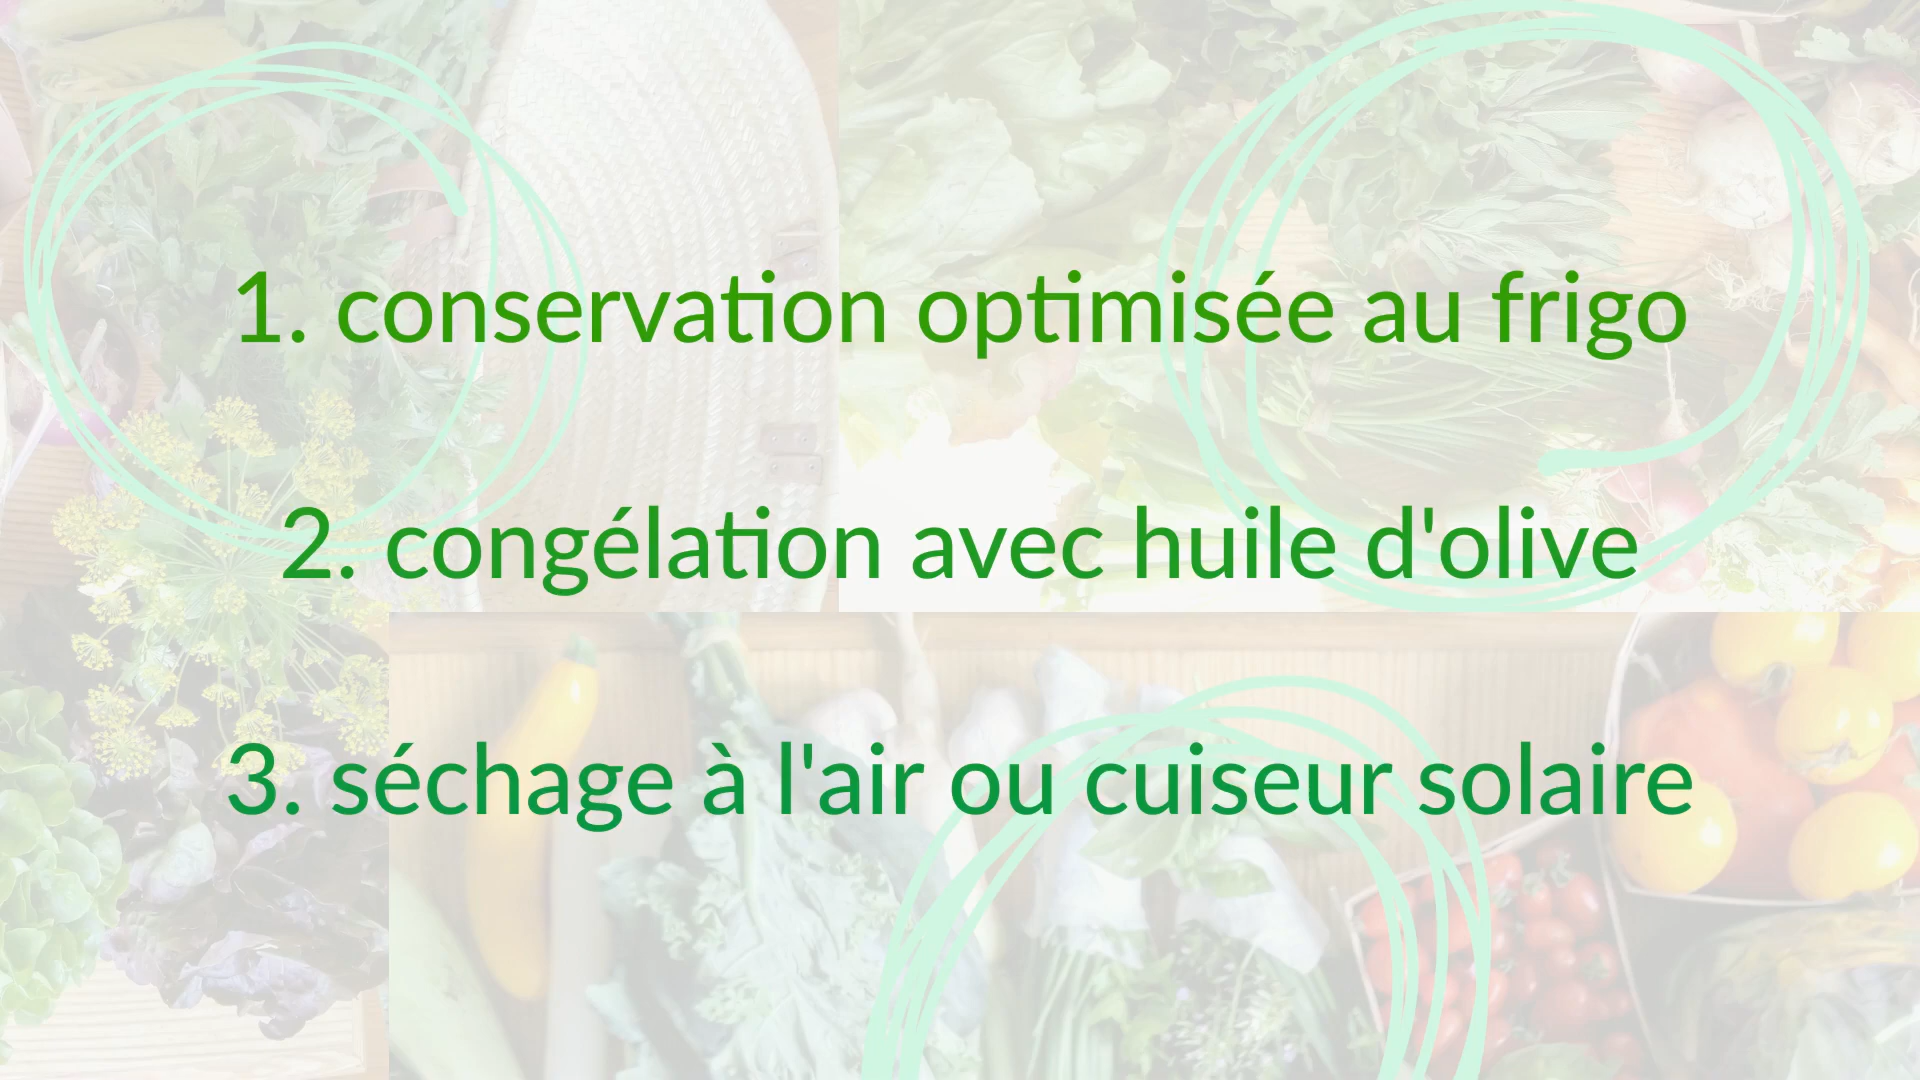 1. conservation optimisée au frigo
2. congélation avec huile d'olive
3. séchage à l'air ou cuiseur solaire